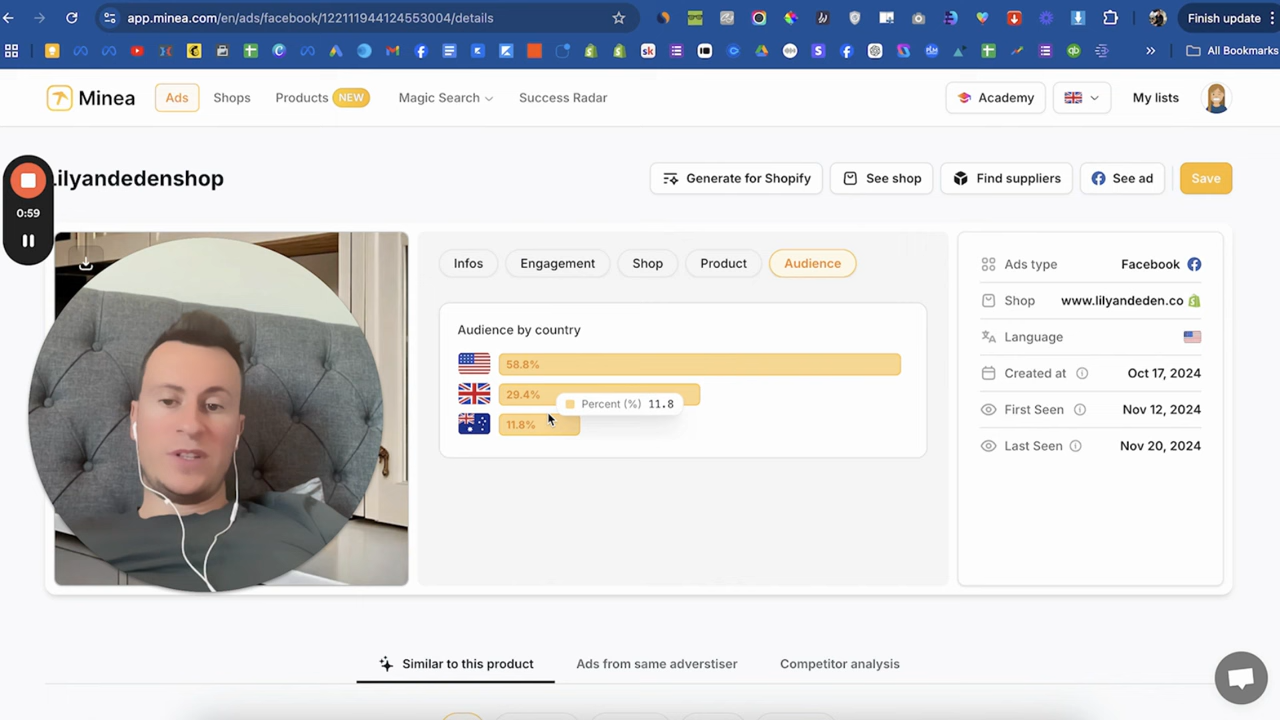 app.minea.com/en/ads/facebook/122111944124553004/details
Finish update
All Bookmarks
Minea
Ads
Shops
Products NEW
Magic Search
Success Radar
Academy
My lists
Lilyandedenshop
Generate for Shopify
See shop
Find suppliers
See ad
Save
0:59
Infos
Engagement
Shop
Product
Audience
Audience by country
58.8%
29.4%
Percent (%) 11.8
11.8%
Ads type Facebook
Shop www.lilyandeden.co
Language
Created at Oct 17, 2024
First Seen Nov 12, 2024
Last Seen Nov 20, 2024
Similar to this product
Ads from same adverstiser
Competitor analysis